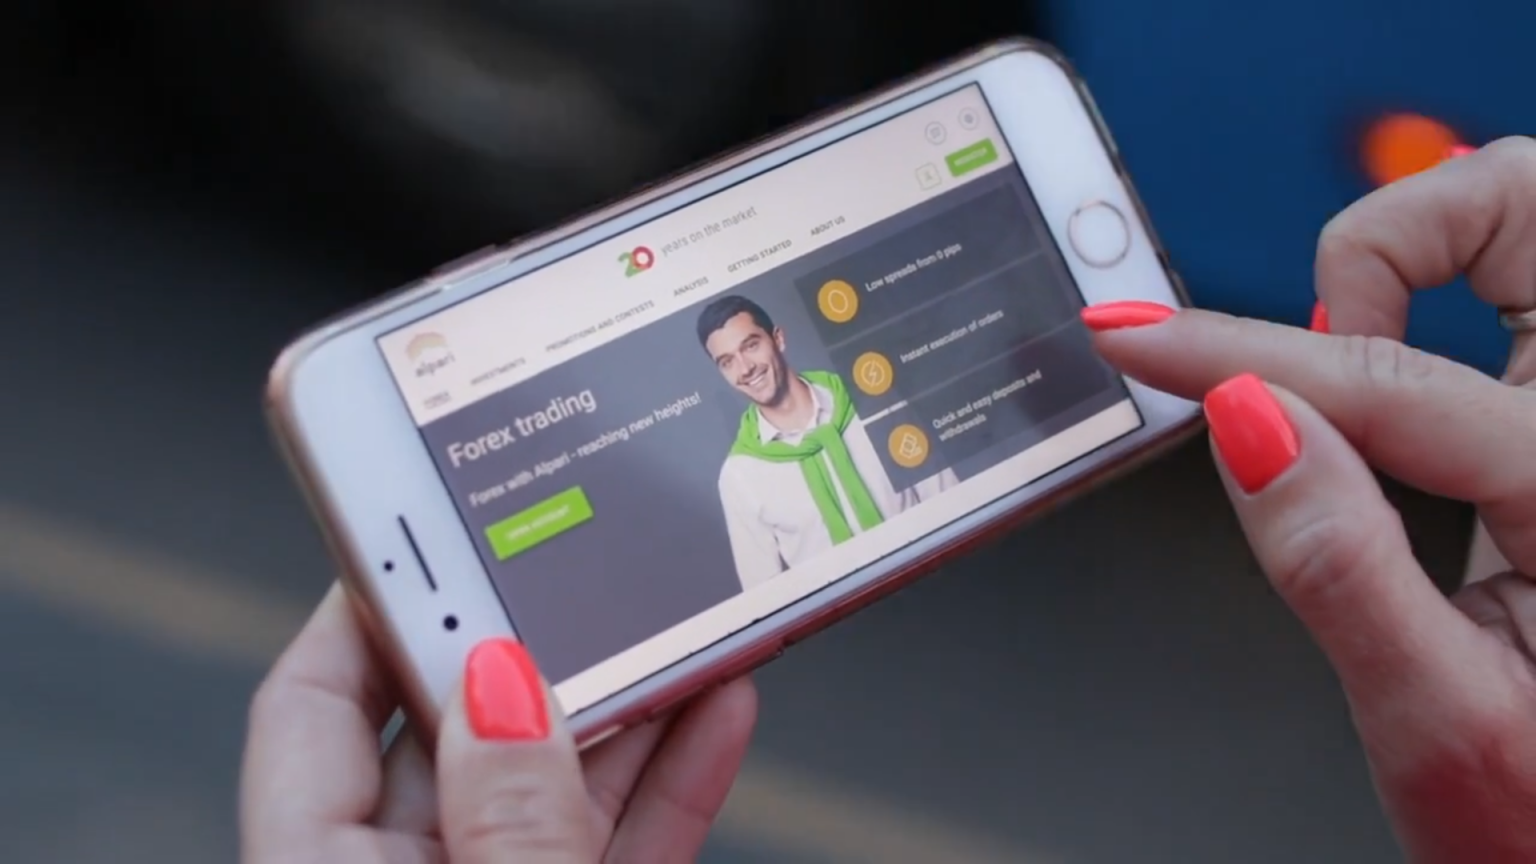 20 years on the market
alpari
FOREX
INVESTMENTS
PROMOTIONS AND CONTESTS
ANALYSIS
GETTING STARTED
ABOUT US
Forex trading
Forex with Alpari - reaching new heights!
OPEN ACCOUNT
Low spreads from 0 pips
Instant execution of orders
Quick and easy deposits and
withdrawals